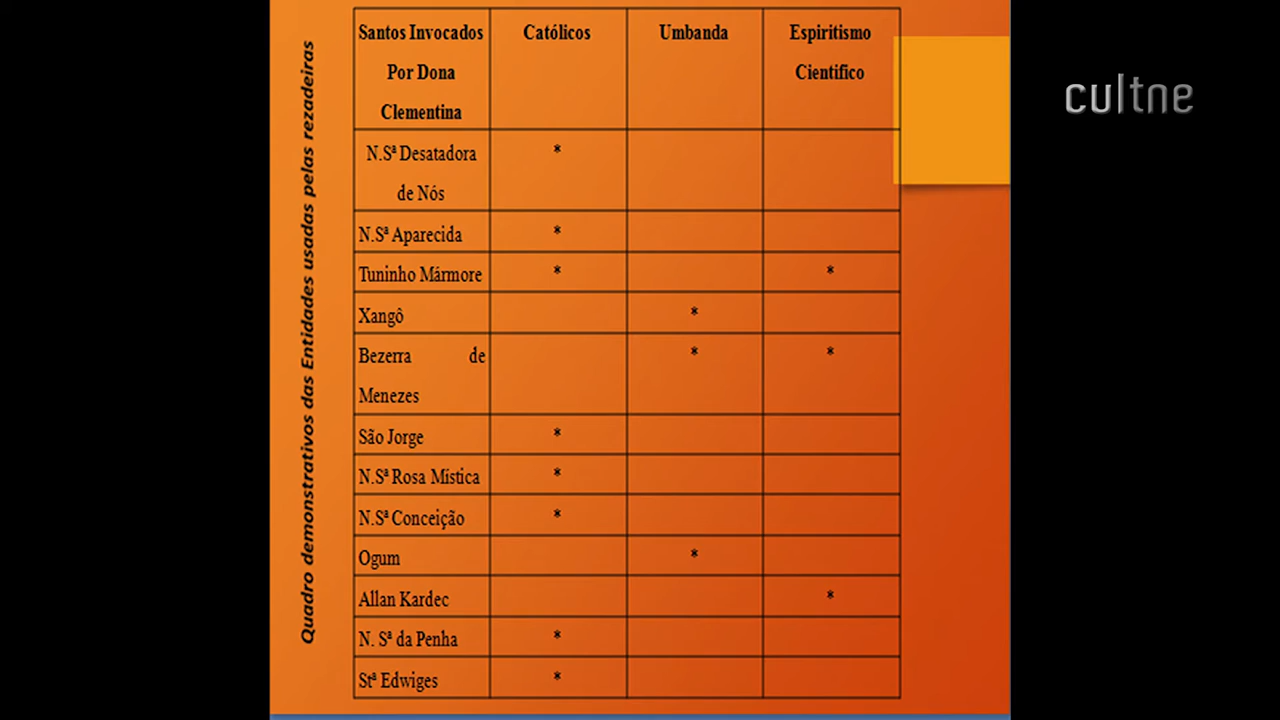 Quadro demonstrativos das Entidades usadas pelas rezadeiras
Santos Invocados Por Dona Clementina Católicos Umbanda Espiritismo Cientifico
N.Sª Desatadora de Nós *
N.Sª Aparecida *
Tuninho Mármore * *
Xangô *
Bezerra de Menezes * *
São Jorge *
N.Sª Rosa Mística *
N.Sª Conceição *
Ogum *
Allan Kardec *
N. Sª da Penha *
Stª Edwiges *
cultne